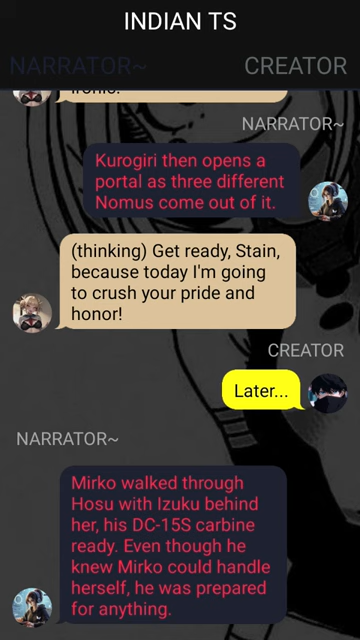 INDIAN TS
NARRATOR~ CREATOR
ironic.
NARRATOR~
Kurogiri then opens a
portal as three different
Nomus come out of it.
(thinking) Get ready, Stain,
because today I'm going
to crush your pride and
honor!
CREATOR
Later...
NARRATOR~
Mirko walked through
Hosu with Izuku behind
her, his DC-15S carbine
ready. Even though he
knew Mirko could handle
herself, he was prepared
for anything.